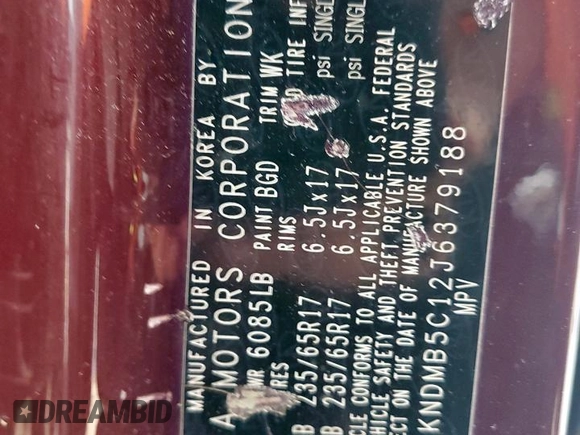 MANUFACTURED IN KOREA BY
A MOTORS CORPORATION
WR 6085LB PAINT BGD TRIM WK
RES RIMS TIRE INF
235/65R17 6.5Jx17 psi SINGL
235/65R17 6.5Jx17 psi SINGL
CLE CONFORMS TO ALL APPLICABLE U.S.A. FEDERAL
HICLE SAFETY AND THEFT PREVENTION STANDARDS
ECT ON THE DATE OF MANUFACTURE SHOWN ABOVE
KNDMB5C12J6379188
MPV
DREAMBID